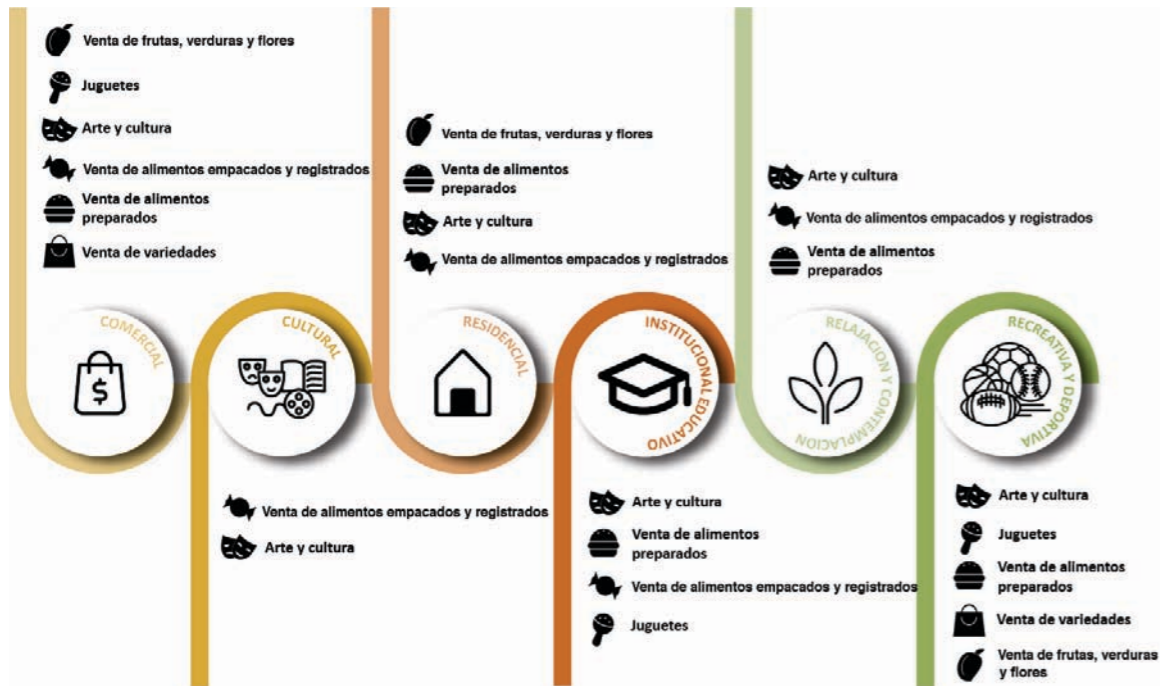 Venta de frutas, verduras y flores
Juguetes
Arte y cultura
Venta de alimentos empacados y registrados
Venta de alimentos
preparados
Venta de variedades
COMERCIAL
CULTURAL
Venta de alimentos empacados y registrados
Arte y cultura
Venta de frutas, verduras y flores
Venta de alimentos
preparados
Arte y cultura
Venta de alimentos empacados y registrados
RESIDENCIAL
INSTITUCIONAL EDUCATIVO
Arte y cultura
Venta de alimentos
preparados
Venta de alimentos empacados y registrados
Juguetes
Arte y cultura
Venta de alimentos empacados y registrados
Venta de alimentos
preparados
RELAJACION Y CONTEMPLACION
RECREATIVA Y DEPORTIVA
Arte y cultura
Juguetes
Venta de alimentos
preparados
Venta de variedades
Venta de frutas, verduras
y flores
$